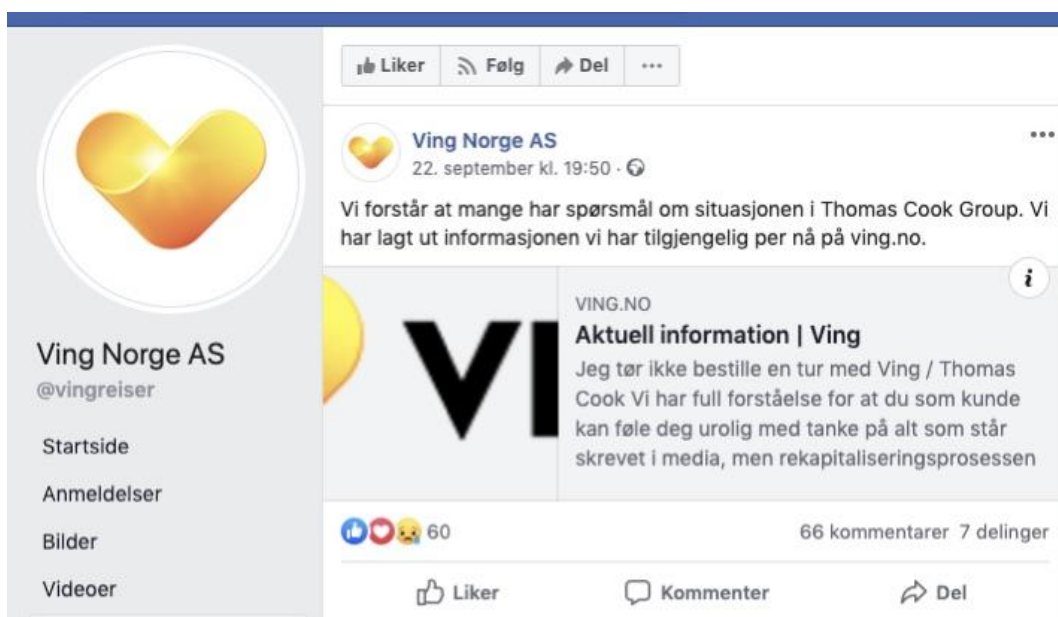 Liker Følg Del ...
Ving Norge AS
22. september kl. 19:50 ·
Vi forstår at mange har spørsmål om situasjonen i Thomas Cook Group. Vi
har lagt ut informasjonen vi har tilgjengelig per nå på ving.no.
VI
i
VING.NO
Aktuell information | Ving
Jeg tør ikke bestille en tur med Ving / Thomas
Cook Vi har full forståelse for at du som kunde
kan føle deg urolig med tanke på alt som står
skrevet i media, men rekapitaliseringsprosessen
60
66 kommentarer 7 delinger
Liker Kommenter Del
Ving Norge AS
@vingreiser
Startside
Anmeldelser
Bilder
Videoer